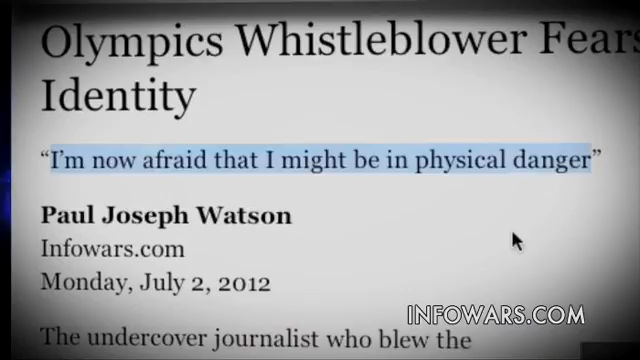 Olympics Whistleblower Fears
Identity
“I’m now afraid that I might be in physical danger”
Paul Joseph Watson
Infowars.com
Monday, July 2, 2012
The undercover journalist who blew the
INFOWARS.COM